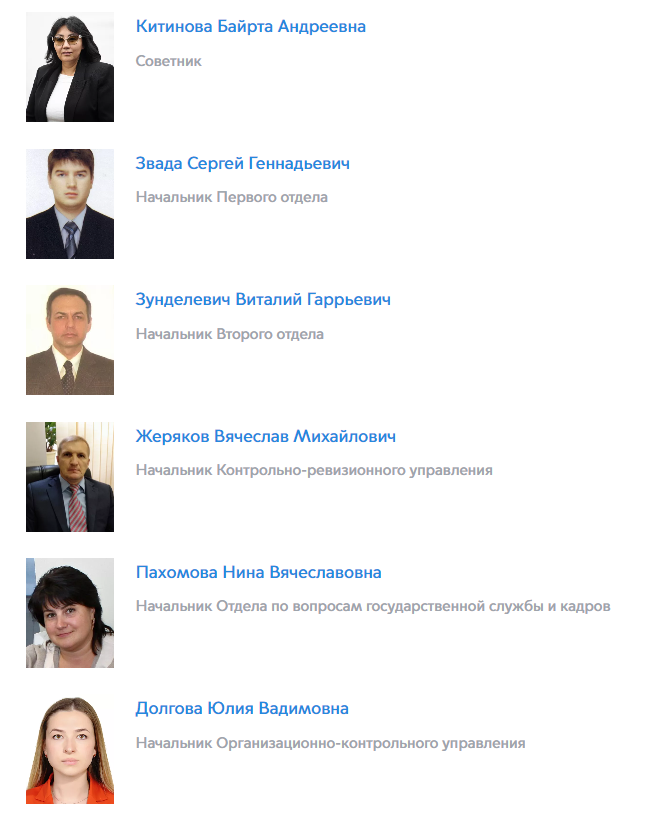 Китинова Байрта Андреевна
Советник
Звада Сергей Геннадьевич
Начальник Первого отдела
Зунделевич Виталий Гаррьевич
Начальник Второго отдела
Жеряков Вячеслав Михайлович
Начальник Контрольно-ревизионного управления
Пахомова Нина Вячеславовна
Начальник Отдела по вопросам государственной службы и кадров
Долгова Юлия Вадимовна
Начальник Организационно-контрольного управления